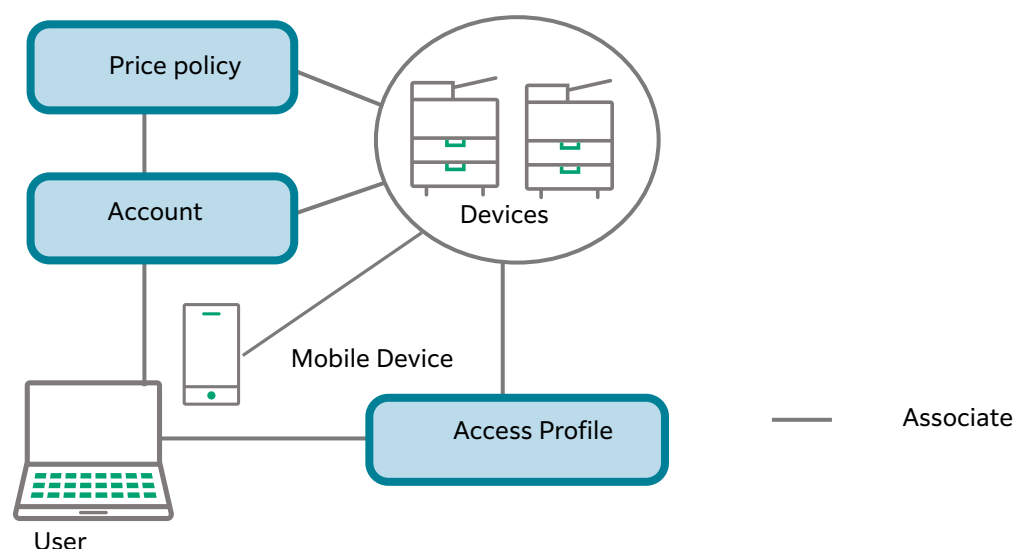 Price policy
Account
Devices
Mobile Device
Access Profile
Associate
User